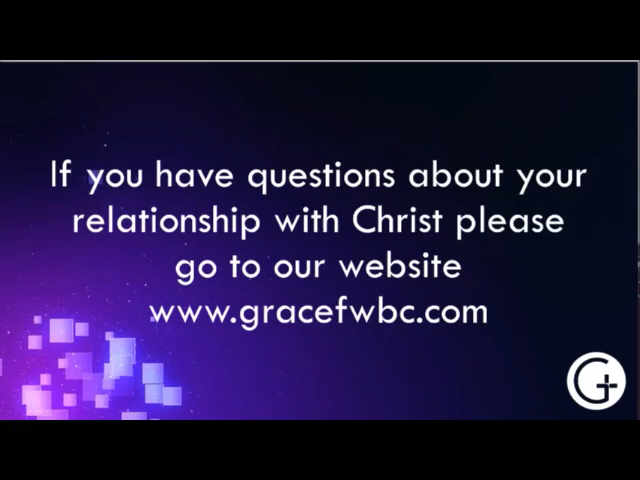 If you have questions about your
relationship with Christ please
go to our website
www.gracefwbc.com
G